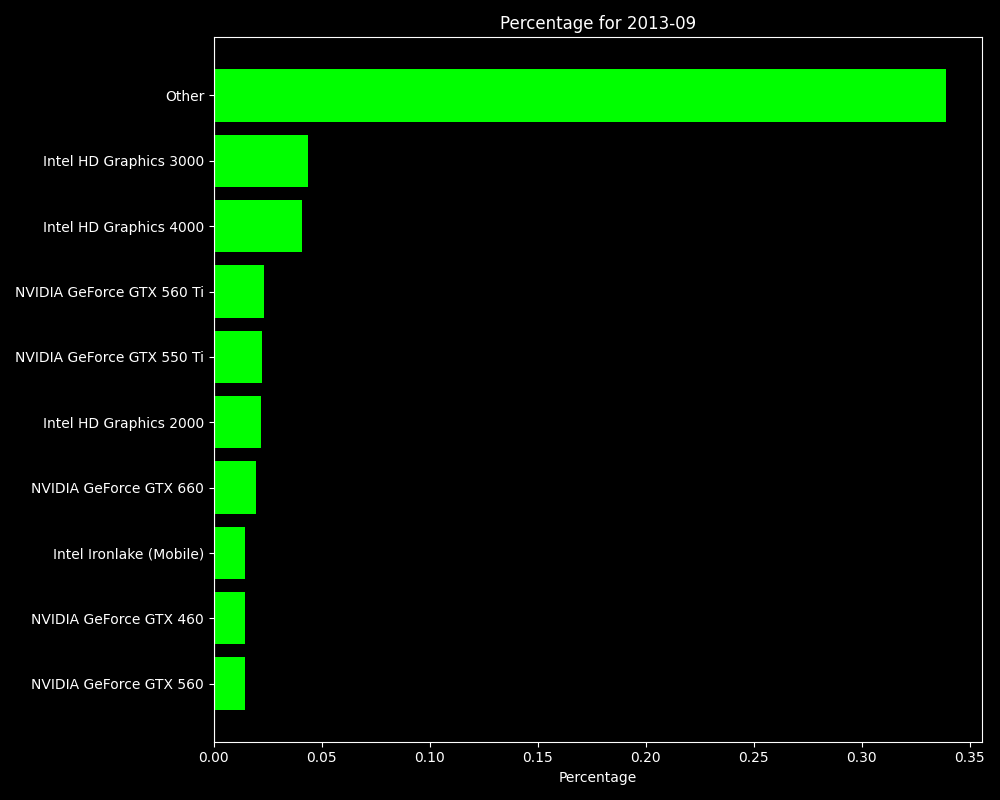 Percentage for 2013-09
Other
Intel HD Graphics 3000
Intel HD Graphics 4000
NVIDIA GeForce GTX 560 Ti
NVIDIA GeForce GTX 550 Ti
Intel HD Graphics 2000
NVIDIA GeForce GTX 660
Intel Ironlake (Mobile)
NVIDIA GeForce GTX 460
NVIDIA GeForce GTX 560
0.00 0.05 0.10 0.15 0.20 0.25 0.30 0.35
Percentage